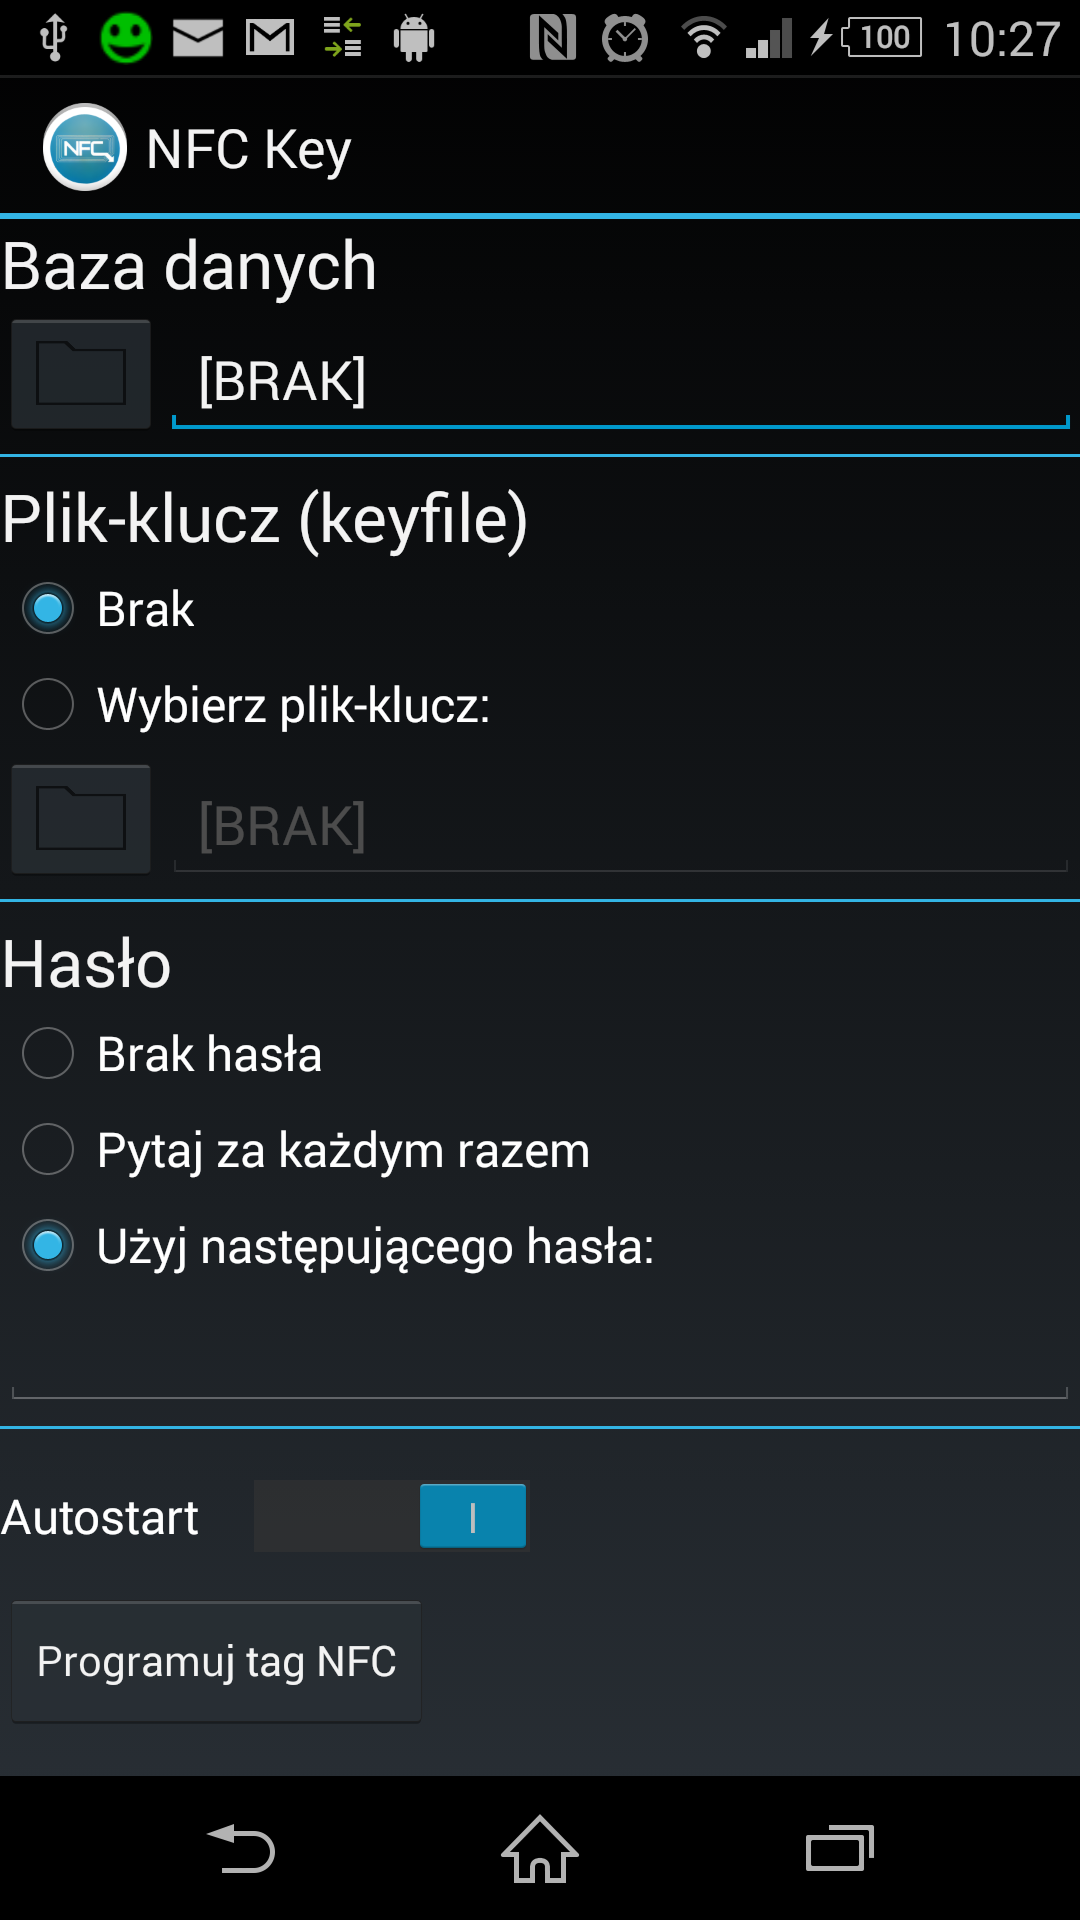 100 10:27
NFC NFC Key
Baza danych
[BRAK]
Plik-klucz (keyfile)
Brak
Wybierz plik-klucz:
[BRAK]
Hasło
Brak hasła
Pytaj za każdym razem
Użyj następującego hasła:
Autostart
Programuj tag NFC